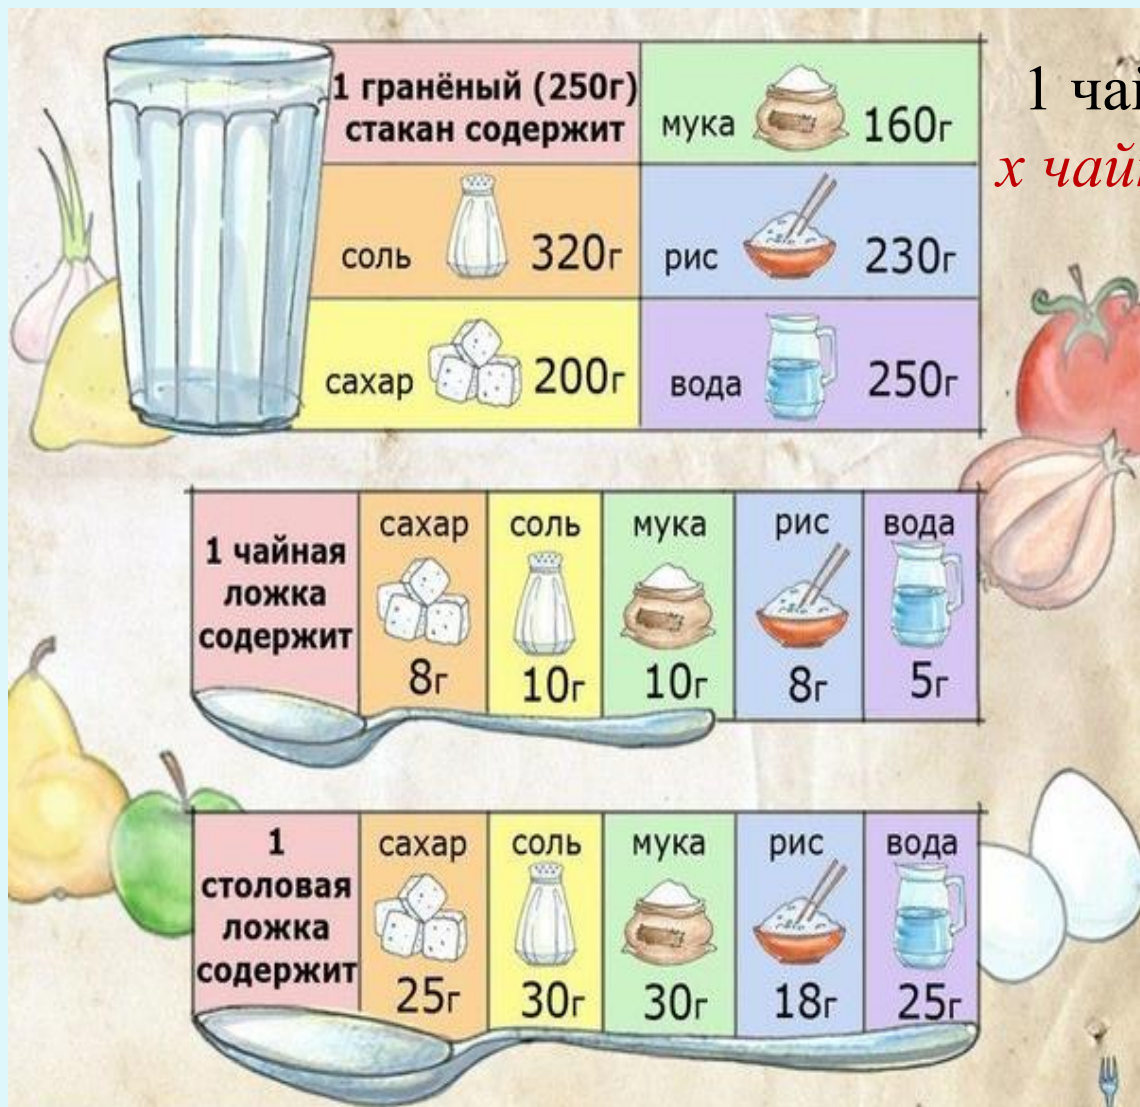 1 гранёный (250г)
стакан содержит
мука 160г
соль 320г
рис 230г
сахар 200г
вода 250г
1 чай
х чай
1 чайная
ложка
содержит
сахар соль мука рис вода
8г 10г 10г 8г 5г
1
столовая
ложка
содержит
сахар соль мука рис вода
25г 30г 30г 18г 25г